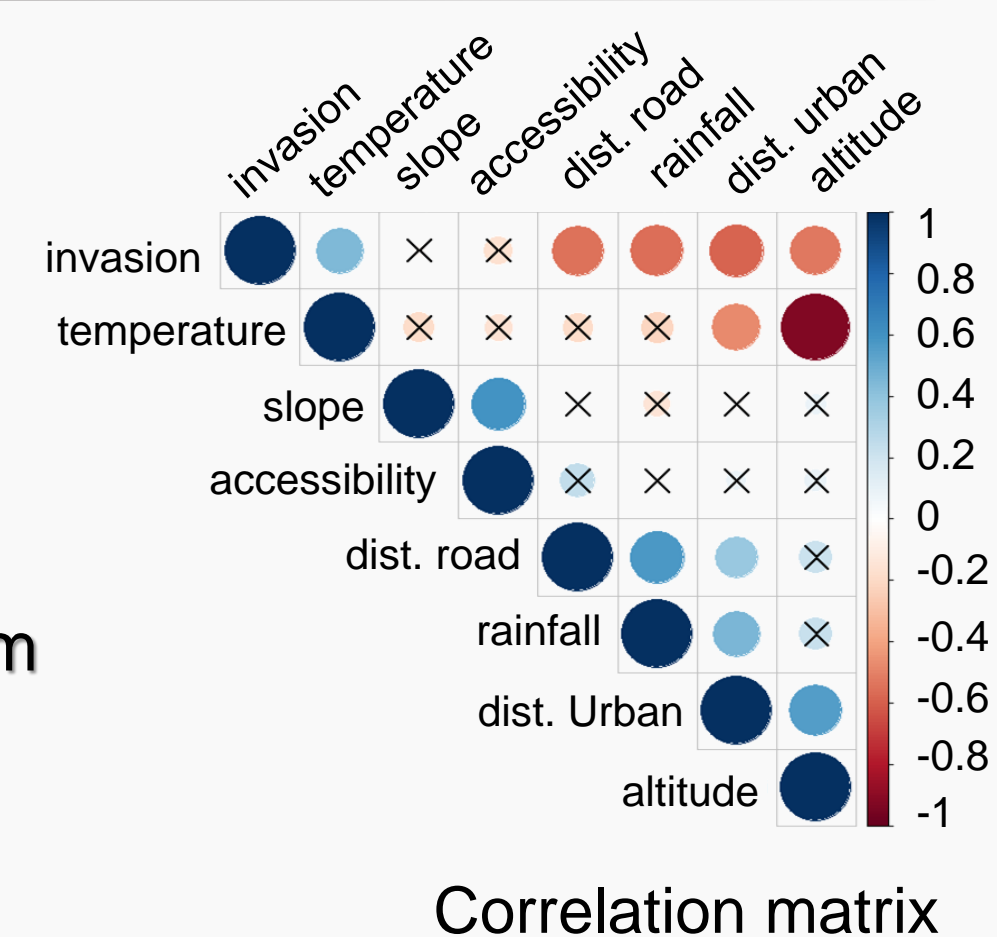 invasion
temperature
slope
accessibility
dist. road
rainfall
dist. urban
altitude
invasion
temperature
slope
accessibility
dist. road
rainfall
dist. Urban
altitude
1
0.8
0.6
0.4
0.2
0
-0.2
-0.4
-0.6
-0.8
-1
m
Correlation matrix